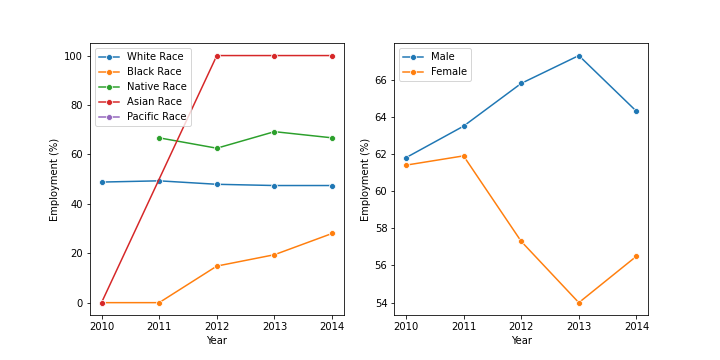 100
80
60
40
20
0
Employment (%)
White Race
Black Race
Native Race
Asian Race
Pacific Race
2010 2011 2012 2013 2014
Year
66
64
62
60
58
56
54
Employment (%)
Male
Female
2010 2011 2012 2013 2014
Year